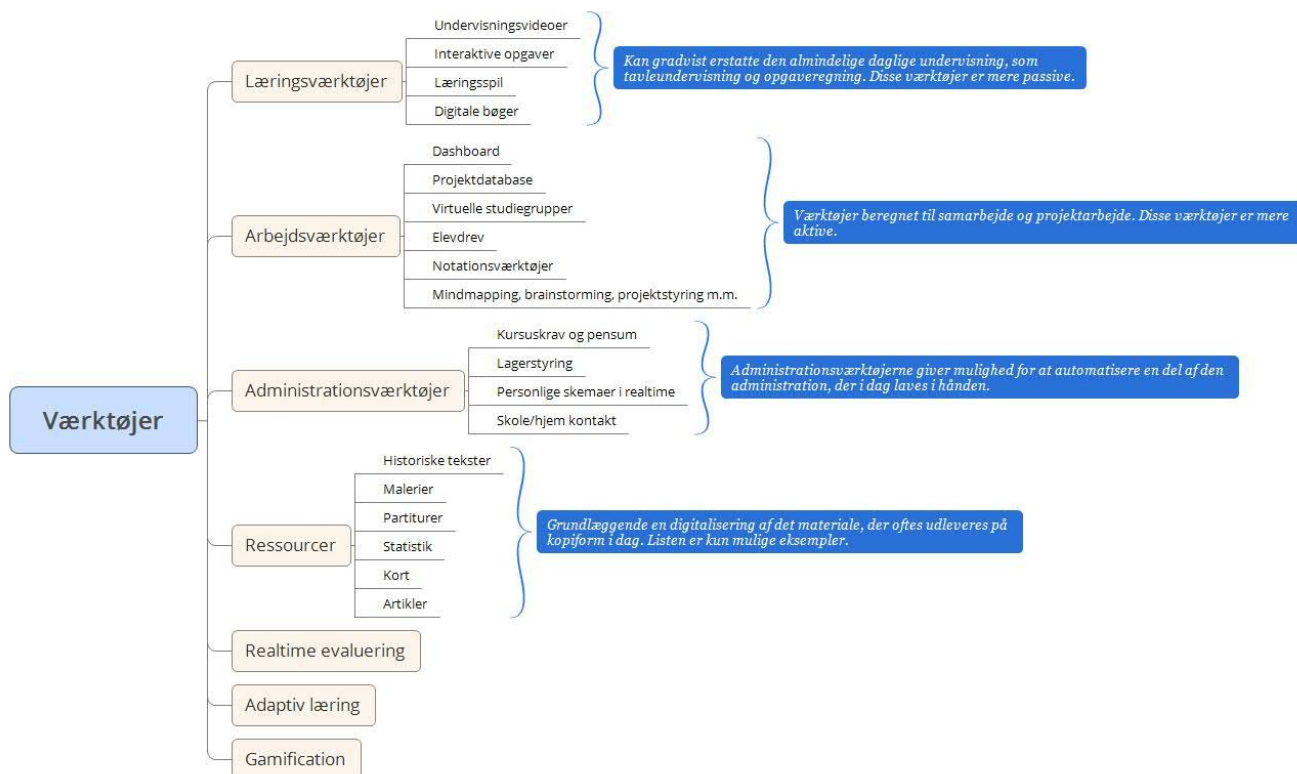 Værktøjer
Læringsværktøjer
Undervisningsvideoer
Interaktive opgaver
Læringsspil
Digitale bøger
Kan gradvist erstatte den almindelige daglige undervisning, som
tavleundervisning og opgaveregning. Disse værktøjer er mere passive.
Arbejdsværktøjer
Dashboard
Projektdatabase
Virtuelle studiegrupper
Elevdrev
Notationsværktøjer
Mindmapping, brainstorming, projektstyring m.m.
Værktøjer beregnet til samarbejde og projektarbejde. Disse værktøjer er mere
aktive.
Administrationsværktøjer
Kursuskrav og pensum
Lagerstyring
Personlige skemaer i realtime
Skole/hjem kontakt
Administrationsværktøjerne giver mulighed for at automatisere en del af den
administration, der i dag laves i hånden.
Ressourcer
Historiske tekster
Malerier
Partiturer
Statistik
Kort
Artikler
Grundlæggende en digitalisering af det materiale, der oftes udleveres på
kopiform i dag. Listen er kun mulige eksempler.
Realtime evaluering
Adaptiv læring
Gamification